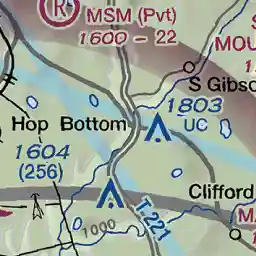 R
MSM (Pvt)
1600 - 22
S
MOU
S Gibso
1803
UC
Hop Bottom
1604
(256)
Clifford
T-221
1000
MA